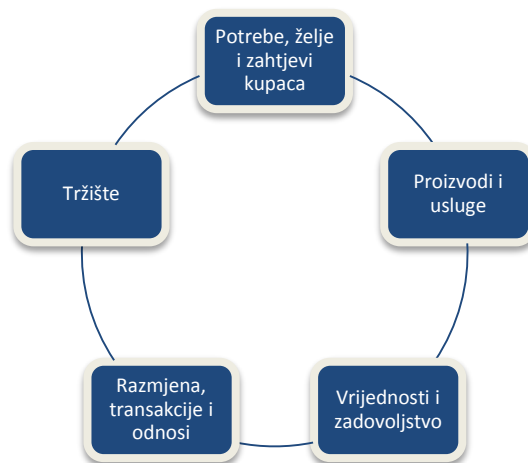 Potrebe, želje
i zahtjevi
kupaca
Proizvodi i
usluge
Vrijednosti i
zadovoljstvo
Razmjena,
transakcije i
odnosi
Tržište